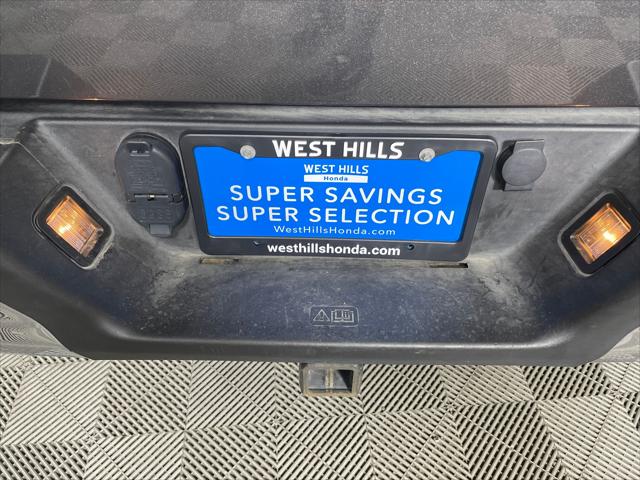 WEST HILLS
WEST HILLS
Honda
SUPER SAVINGS
SUPER SELECTION
WestHillsHonda.com
westhillshonda.com